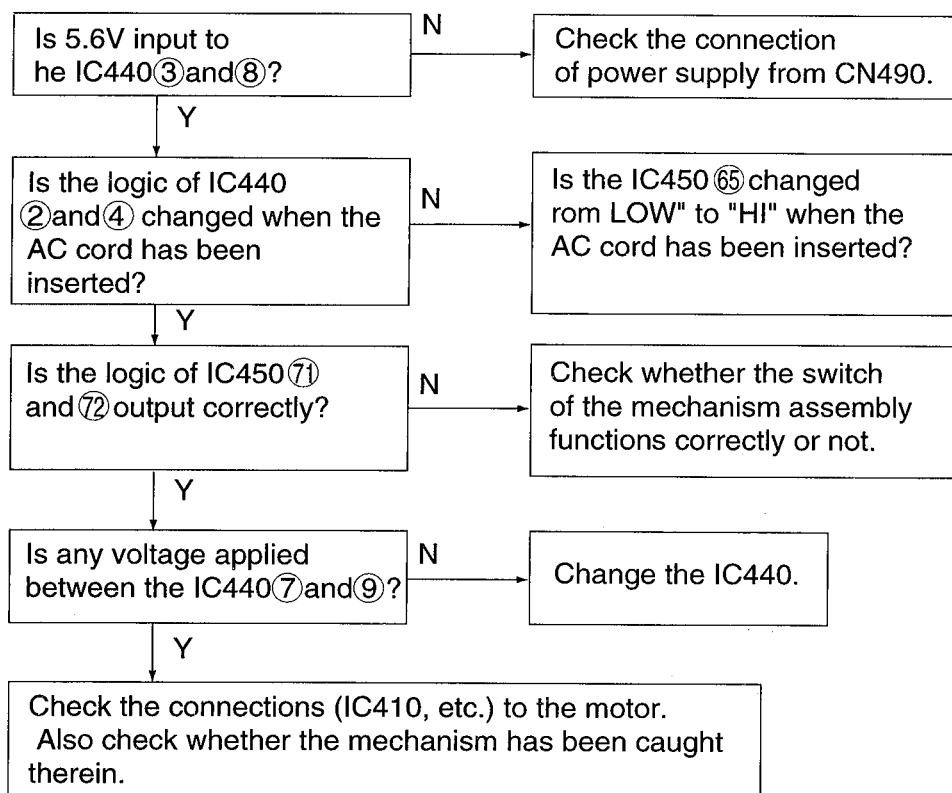 Is 5.6V input to
he IC440③and⑧?
N
Check the connection
of power supply from CN490.
Y
Is the logic of IC440
②and④ changed when the
AC cord has been
inserted?
N
Is the IC450 ㊿65 changed
rom LOW" to "HI" when the
AC cord has been inserted?
Y
Is the logic of IC450 71
and 72 output correctly?
N
Check whether the switch
of the mechanism assembly
functions correctly or not.
Y
Is any voltage applied
between the IC440⑦and⑨?
N
Change the IC440.
Y
Check the connections (IC410, etc.) to the motor.
Also check whether the mechanism has been caught
therein.